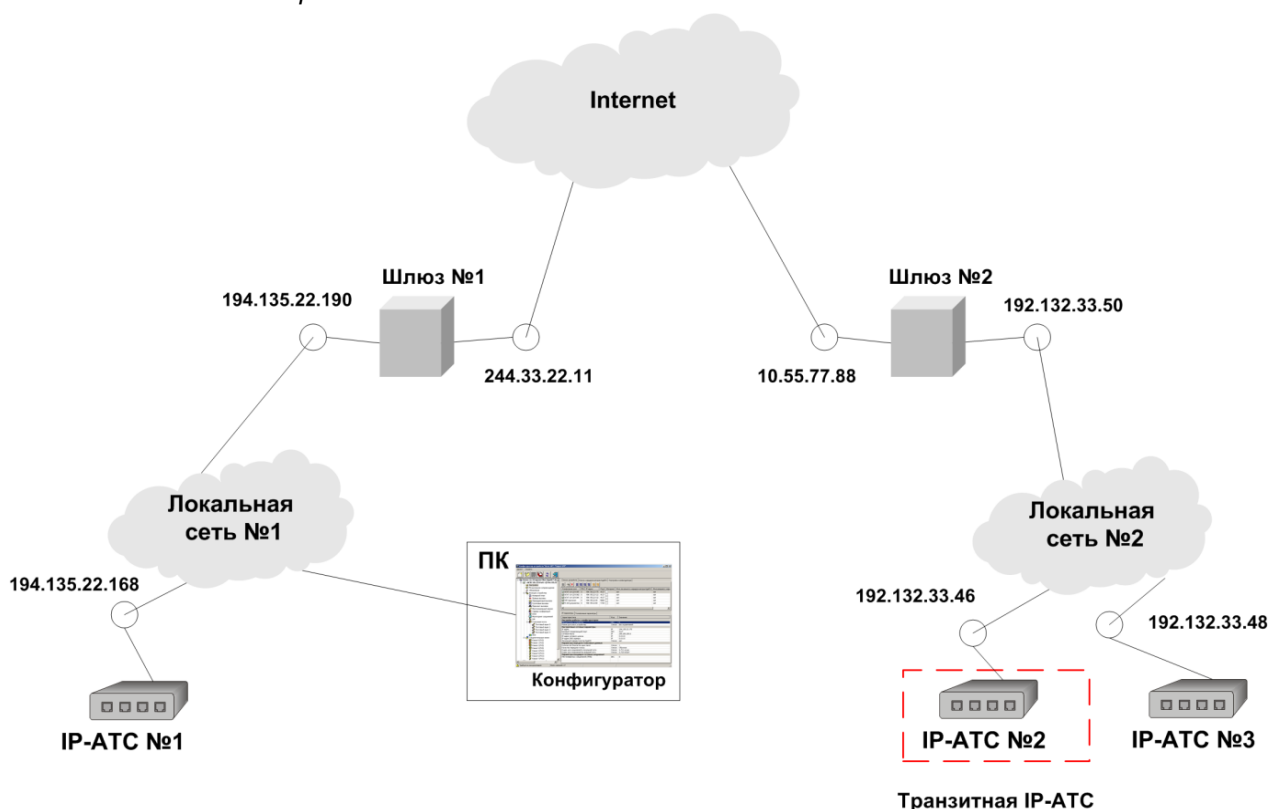 Internet
Шлюз №1
Шлюз №2
194.135.22.190
192.132.33.50
244.33.22.11
10.55.77.88
Локальная
сеть №1
Локальная
сеть №2
ПК
194.135.22.168
192.132.33.46
192.132.33.48
Конфигуратор
IP-АТС №1
IP-АТС №2
IP-АТС №3
Транзитная IP-АТС